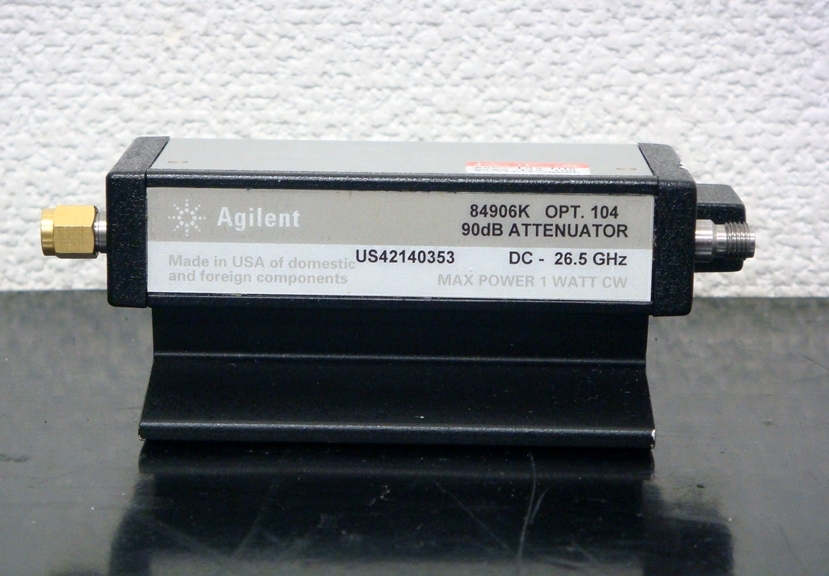 Agilent
84906K OPT. 104
90dB ATTENUATOR
Made in USA of domestic
and foreign components
US42140353
DC - 26.5 GHz
MAX POWER 1 WATT CW